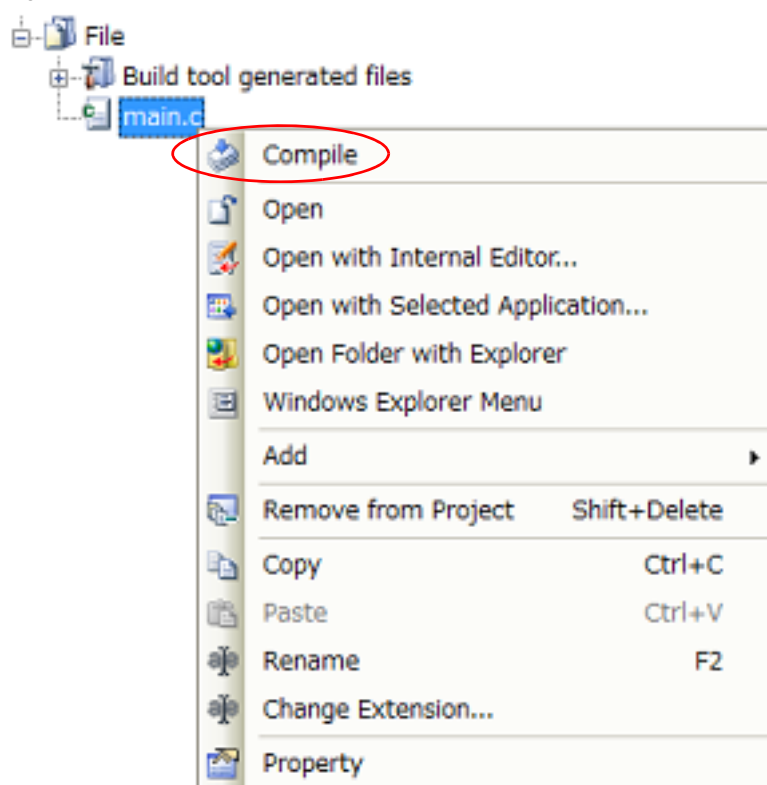 File
Build tool generated files
main.c
Compile
Open
Open with Internal Editor...
Open with Selected Application...
Open Folder with Explorer
Windows Explorer Menu
Add
Remove from Project Shift+Delete
Copy Ctrl+C
Paste Ctrl+V
Rename F2
Change Extension...
Property